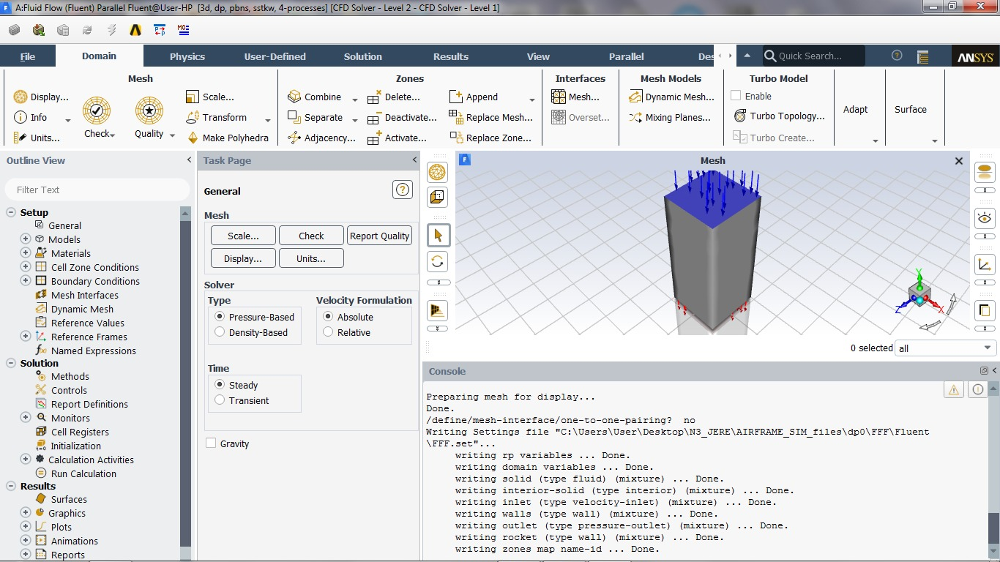 A:Fluid Flow (Fluent) Parallel Fluent@User-HP [3d, dp, pbns, sstkw, 4-processes] [CFD Solver - Level 2 - CFD Solver - Level 1]
File Domain Physics User-Defined Solution Results View Parallel Des Quick Search... ANSYS
Mesh
Display...
Info
Units...
Check
Quality
Scale...
Transform
Make Polyhedra
Zones
Combine
Separate
Adjacency...
Delete...
Deactivate...
Activate...
Append
Replace Mesh...
Replace Zone...
Interfaces
Mesh...
Overset...
Mesh Models
Dynamic Mesh...
Mixing Planes...
Turbo Model
Enable
Turbo Topology...
Turbo Create...
Adapt
Surface
Outline View
Filter Text
Setup
General
Models
Materials
Cell Zone Conditions
Boundary Conditions
Mesh Interfaces
Dynamic Mesh
Reference Values
Reference Frames
Named Expressions
Solution
Methods
Controls
Report Definitions
Monitors
Cell Registers
Initialization
Calculation Activities
Run Calculation
Results
Surfaces
Graphics
Plots
Animations
Reports
Task Page
General
Mesh
Scale... Check Report Quality
Display... Units...
Solver
Type
Pressure-Based
Density-Based
Velocity Formulation
Absolute
Relative
Time
Steady
Transient
Gravity
Mesh
Y
Z
X
0 selected all
Console
Preparing mesh for display...
Done.
/define/mesh-interface/one-to-one-pairing? no
Writing Settings file "C:\Users\User\Desktop\N3_JERE\AIRFRAME_SIM_files\dp0\FFF\Fluent
\FFF.set"...
writing rp variables ... Done.
writing domain variables ... Done.
writing solid (type fluid) (mixture) ... Done.
writing interior-solid (type interior) (mixture) ... Done.
writing inlet (type velocity-inlet) (mixture) ... Done.
writing walls (type wall) (mixture) ... Done.
writing outlet (type pressure-outlet) (mixture) ... Done.
writing rocket (type wall) (mixture) ... Done.
writing zones map name-id ... Done.